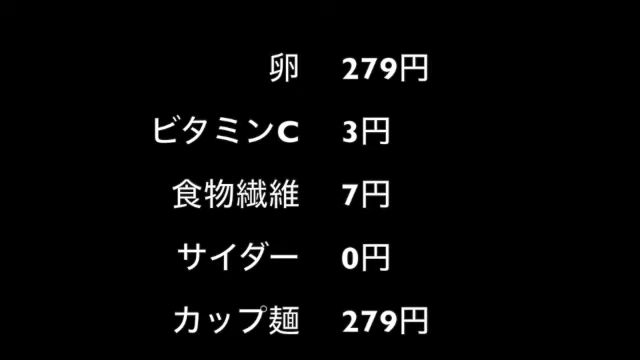 卵 279円
ビタミンC 3円
食物繊維 7円
サイダー 0円
カップ麺 279円